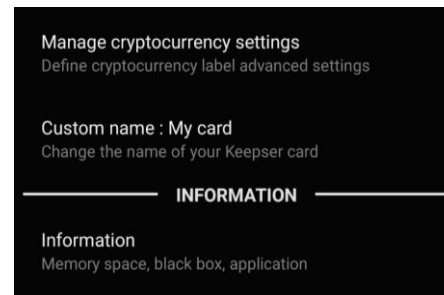 Manage cryptocurrency settings
Define cryptocurrency label advanced settings
Custom name : My card
Change the name of your Keepser card
INFORMATION
Information
Memory space, black box, application